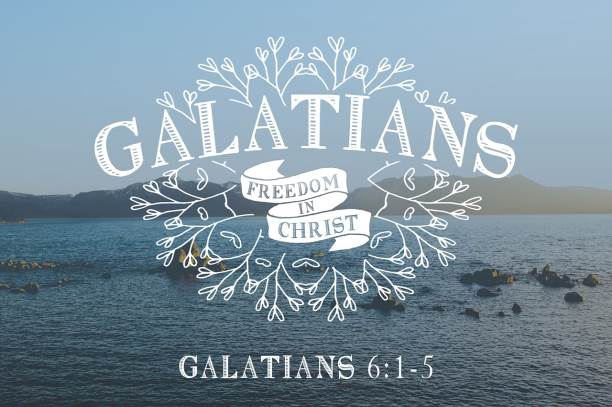 GALATIANS
FREEDOM
IN
CHRIST
GALATIANS 6:1-5